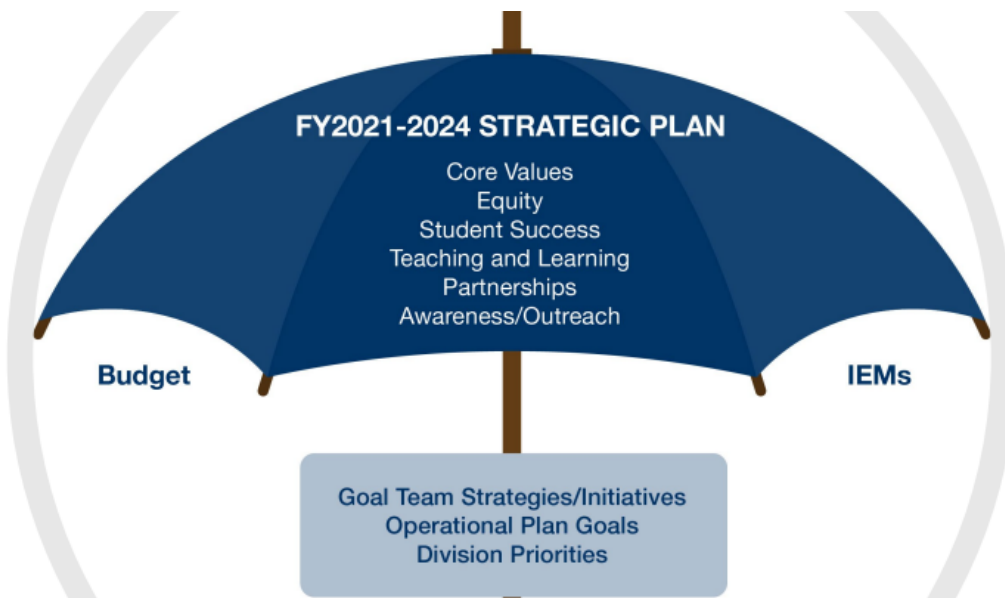 FY2021-2024 STRATEGIC PLAN
Core Values
Equity
Student Success
Teaching and Learning
Partnerships
Awareness/Outreach
Budget
IEMs
Goal Team Strategies/Initiatives
Operational Plan Goals
Division Priorities